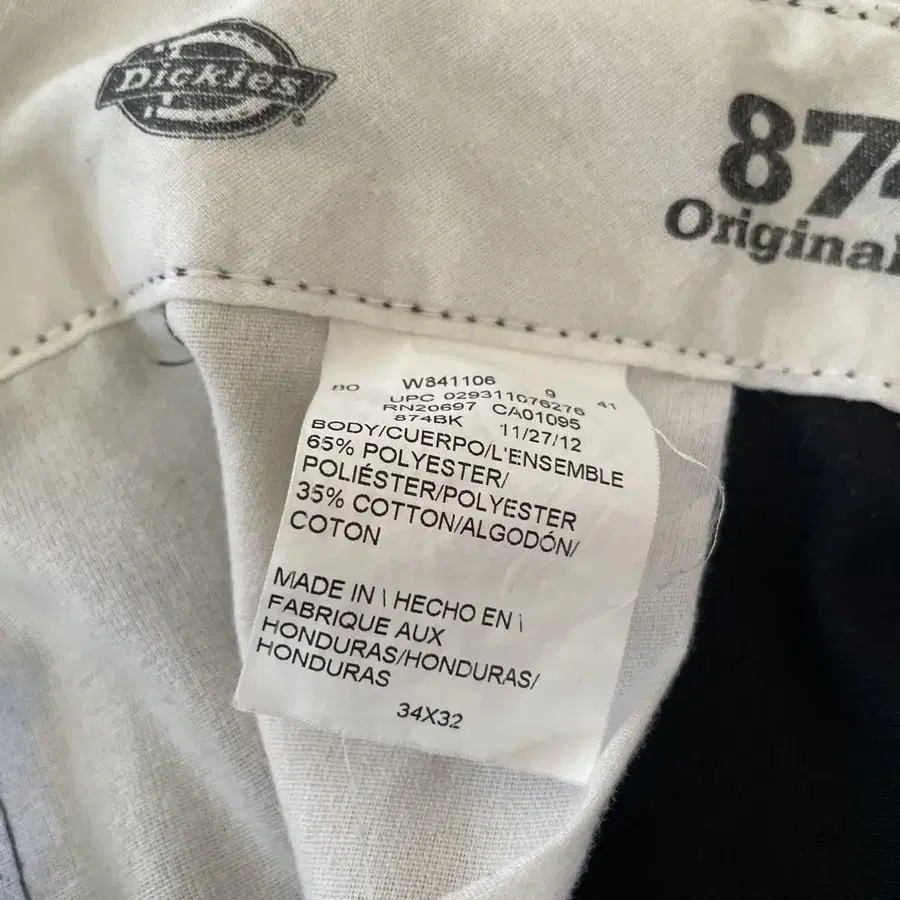 Dickies
874
Original
80 W841106 9 41
UPC 029311076276
RN20697 CA01095
874BK 11/27/12
BODY/CUERPO/L'ENSEMBLE
65% POLYESTER/
POLIÉSTER/POLYESTER
35% COTTON/ALGODÓN/
COTON
MADE IN \ HECHO EN \
FABRIQUE AUX
HONDURAS/HONDURAS/
HONDURAS
34X32